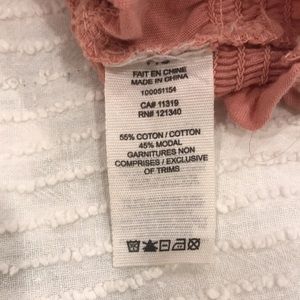 FAIT EN CHINE
MADE IN CHINA
100051154
CA# 11319
RN# 121340
55% COTON / COTTON
45% MODAL
GARNITURES NON
COMPRISES / EXCLUSIVE
OF TRIMS